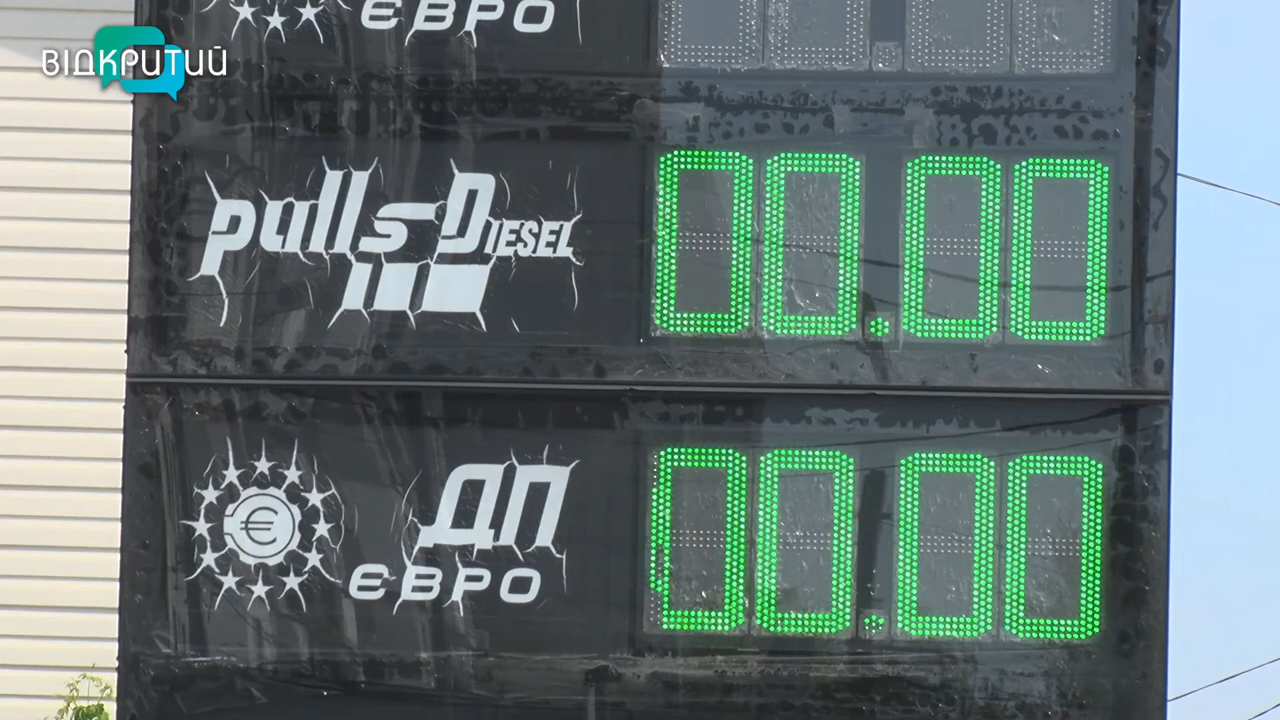 ЄВРО
ВІДКРИТИЙ
pulls DIESEL 00.00
€ ДП
ЄВРО 00.00